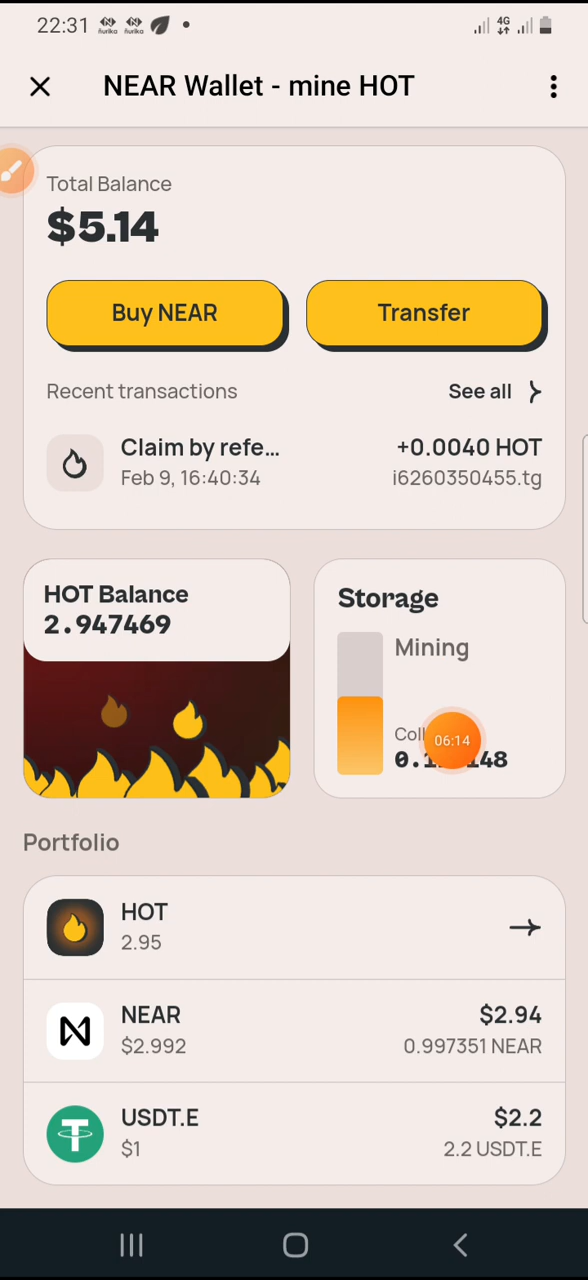 22:31
ñurika
ñurika
4G
NEAR Wallet - mine HOT
Total Balance
$5.14
Buy NEAR
Transfer
Recent transactions
See all
Claim by refe...
+0.0040 HOT
Feb 9, 16:40:34
i6260350455.tg
HOT Balance
2.947469
Storage
Mining
06:14
Portfolio
HOT
2.95
NEAR
$2.94
$2.992
0.997351 NEAR
USDT.E
$2.2
$1
2.2 USDT.E